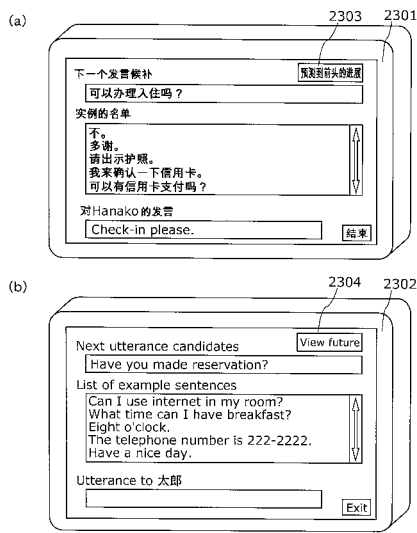 (a)
2303
2301
下一个发言候补
预测到前头的进展
可以办理入住吗？
实例的名单
不。
多谢。
请出示护照。
我来确认一下信用卡。
可以有信用卡支付吗？
对Hanako的发言
Check-in please.
结束
(b)
2304
2302
Next utterance candidates
View future
Have you made reservation?
List of example sentences
Can I use internet in my room?
What time can I have breakfast?
Eight o'clock.
The telephone number is 222-2222.
Have a nice day.
Utterance to 太郎
Exit